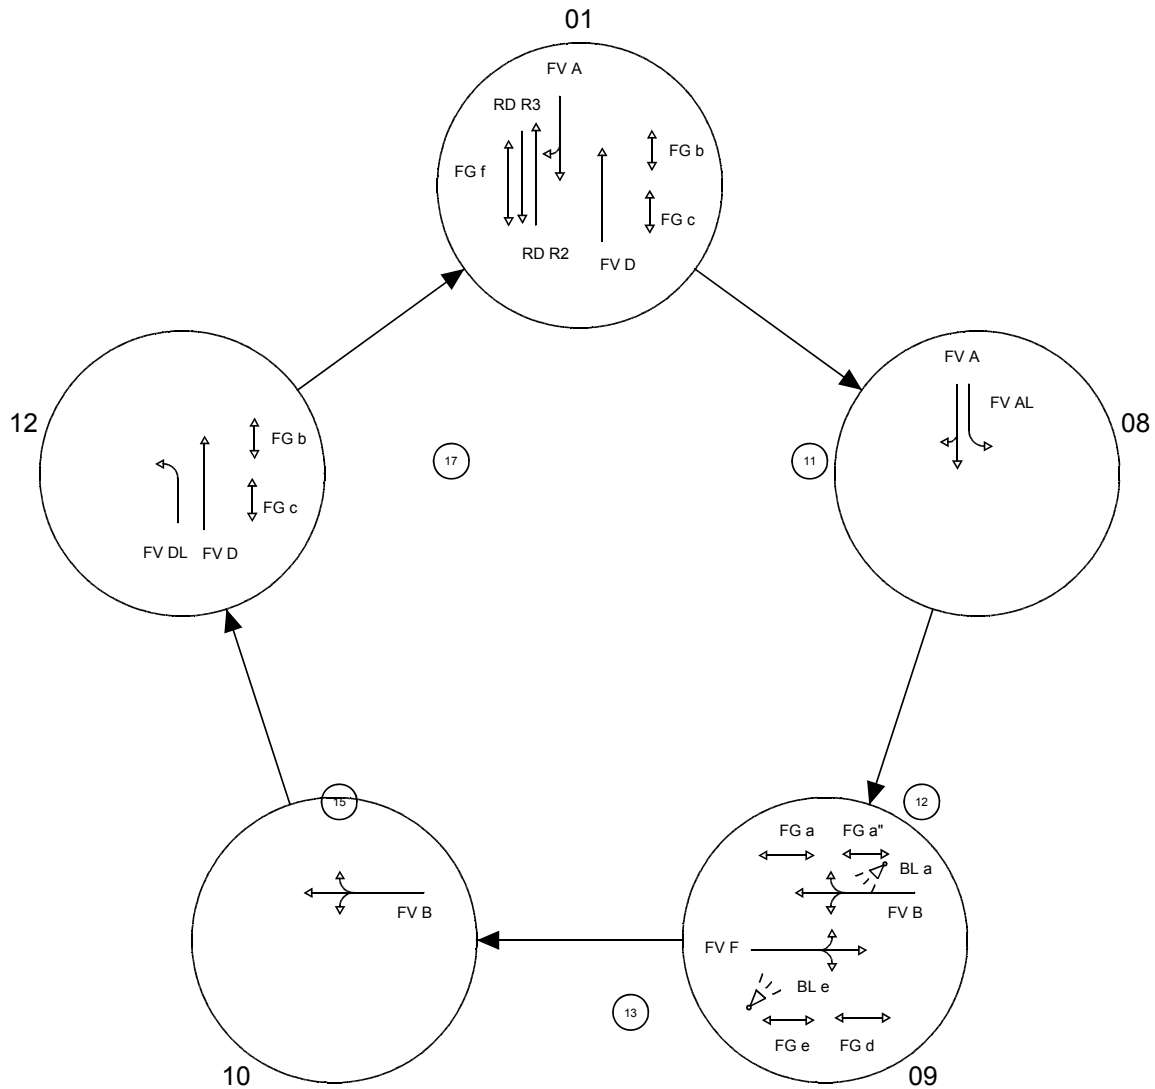 01
FV A
RD R3
FG b
FG f
FG c
RD R2
FV D
FV A
FV AL
08
12
FG b
FG c
FV DL FV D
17
11
15
12
FG a FG a"
BL a
FV B
FV B
FV F
BL e
13
FG e FG d
10
09